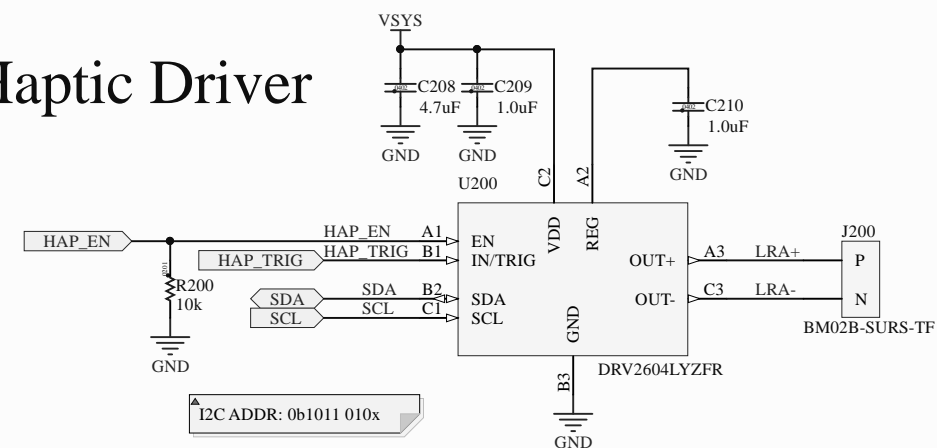 VSYS
Haptic Driver
C208
4.7uF
C209
1.0uF
C210
1.0uF
GND
GND
GND
U200
C2
A2
HAP_EN
HAP_EN
A1
EN
VDD
REG
J200
HAP_TRIG
HAP_TRIG
B1
IN/TRIG
OUT+
A3
LRA+
P
R200
10k
SDA
SDA
B2
SDA
OUT-
C3
LRA-
N
SCL
SCL
C1
SCL
GND
BM02B-SURS-TF
GND
B3
DRV2604LYZFR
I2C ADDR: 0b1011 010x
GND